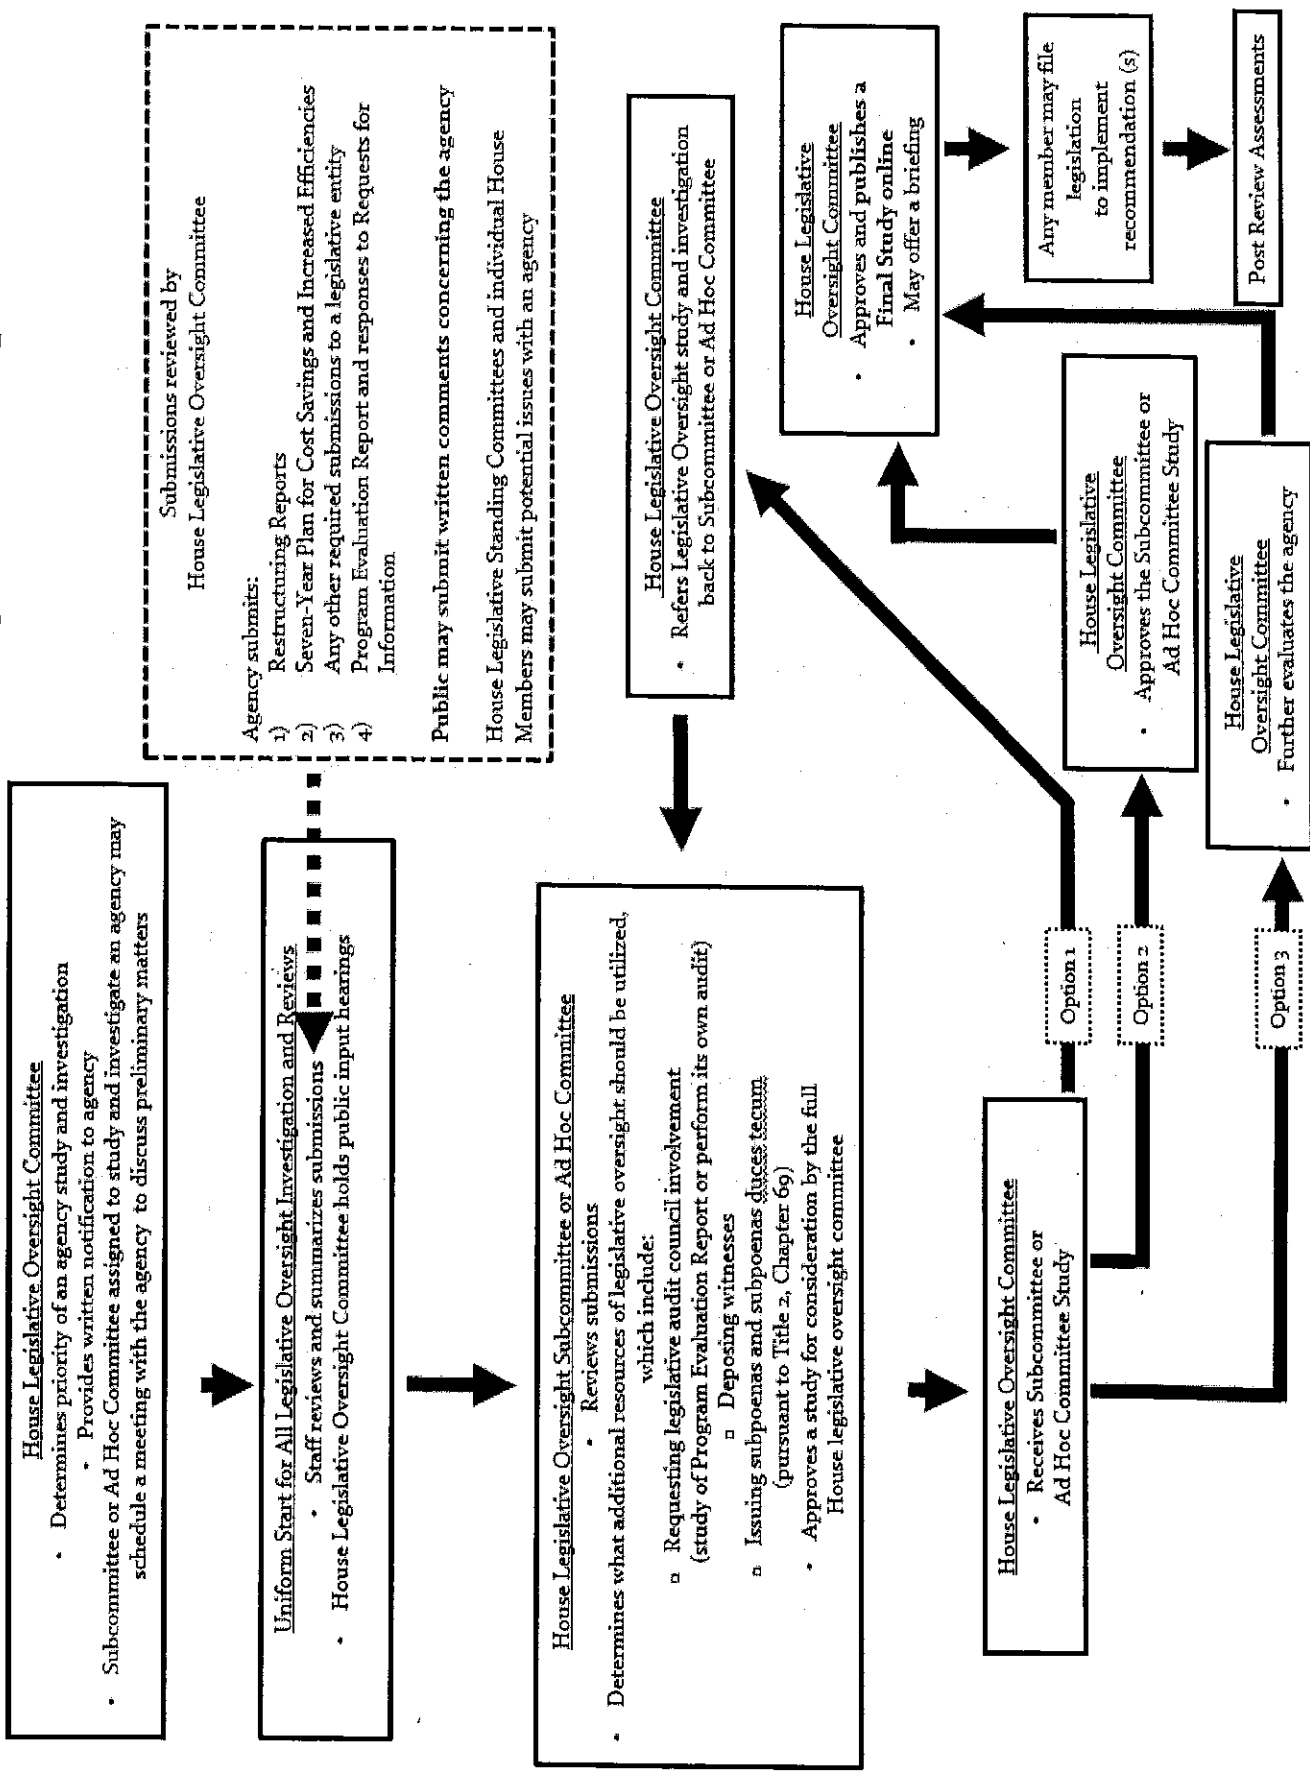 House Legislative Oversight Committee
• Determines priority of an agency study and investigation
• Provides written notification to agency
• Subcommittee or Ad Hoc Committee assigned to study and investigate an agency may
schedule a meeting with the agency to discuss preliminary matters
Uniform Start for All Legislative Oversight Investigation and Reviews
• Staff reviews and summarizes submissions
• House Legislative Oversight Committee holds public input hearings
Submissions reviewed by
House Legislative Oversight Committee
Agency submits:
1) Restructuring Reports
2) Seven-Year Plan for Cost Savings and Increased Efficiencies
3) Any other required submissions to a legislative entity
4) Program Evaluation Report and responses to Requests for
Information
Public may submit written comments concerning the agency
House Legislative Standing Committees and individual House
Members may submit potential issues with an agency
House Legislative Oversight Subcommittee or Ad Hoc Committee
• Reviews submissions
• Determines what additional resources of legislative oversight should be utilized,
which include:
▫ Requesting legislative audit council involvement
(study of Program Evaluation Report or perform its own audit)
▫ Deposing witnesses
▫ Issuing subpoenas and subpoenas duces tecum
(pursuant to Title 2, Chapter 69)
• Approves a study for consideration by the full
House legislative oversight committee
House Legislative Oversight Committee
• Refers Legislative Oversight study and investigation
back to Subcommittee or Ad Hoc Committee
House Legislative Oversight Committee
• Receives Subcommittee or
Ad Hoc Committee Study
Option 1
Option 2
Option 3
House Legislative
Oversight Committee
• Approves the Subcommittee or
Ad Hoc Committee Study
House Legislative
Oversight Committee
• Further evaluates the agency
House Legislative
Oversight Committee
• Approves and publishes a
Final Study online
• May offer a briefing
Any member may file
legislation
to implement
recommendation (s)
Post Review Assessments